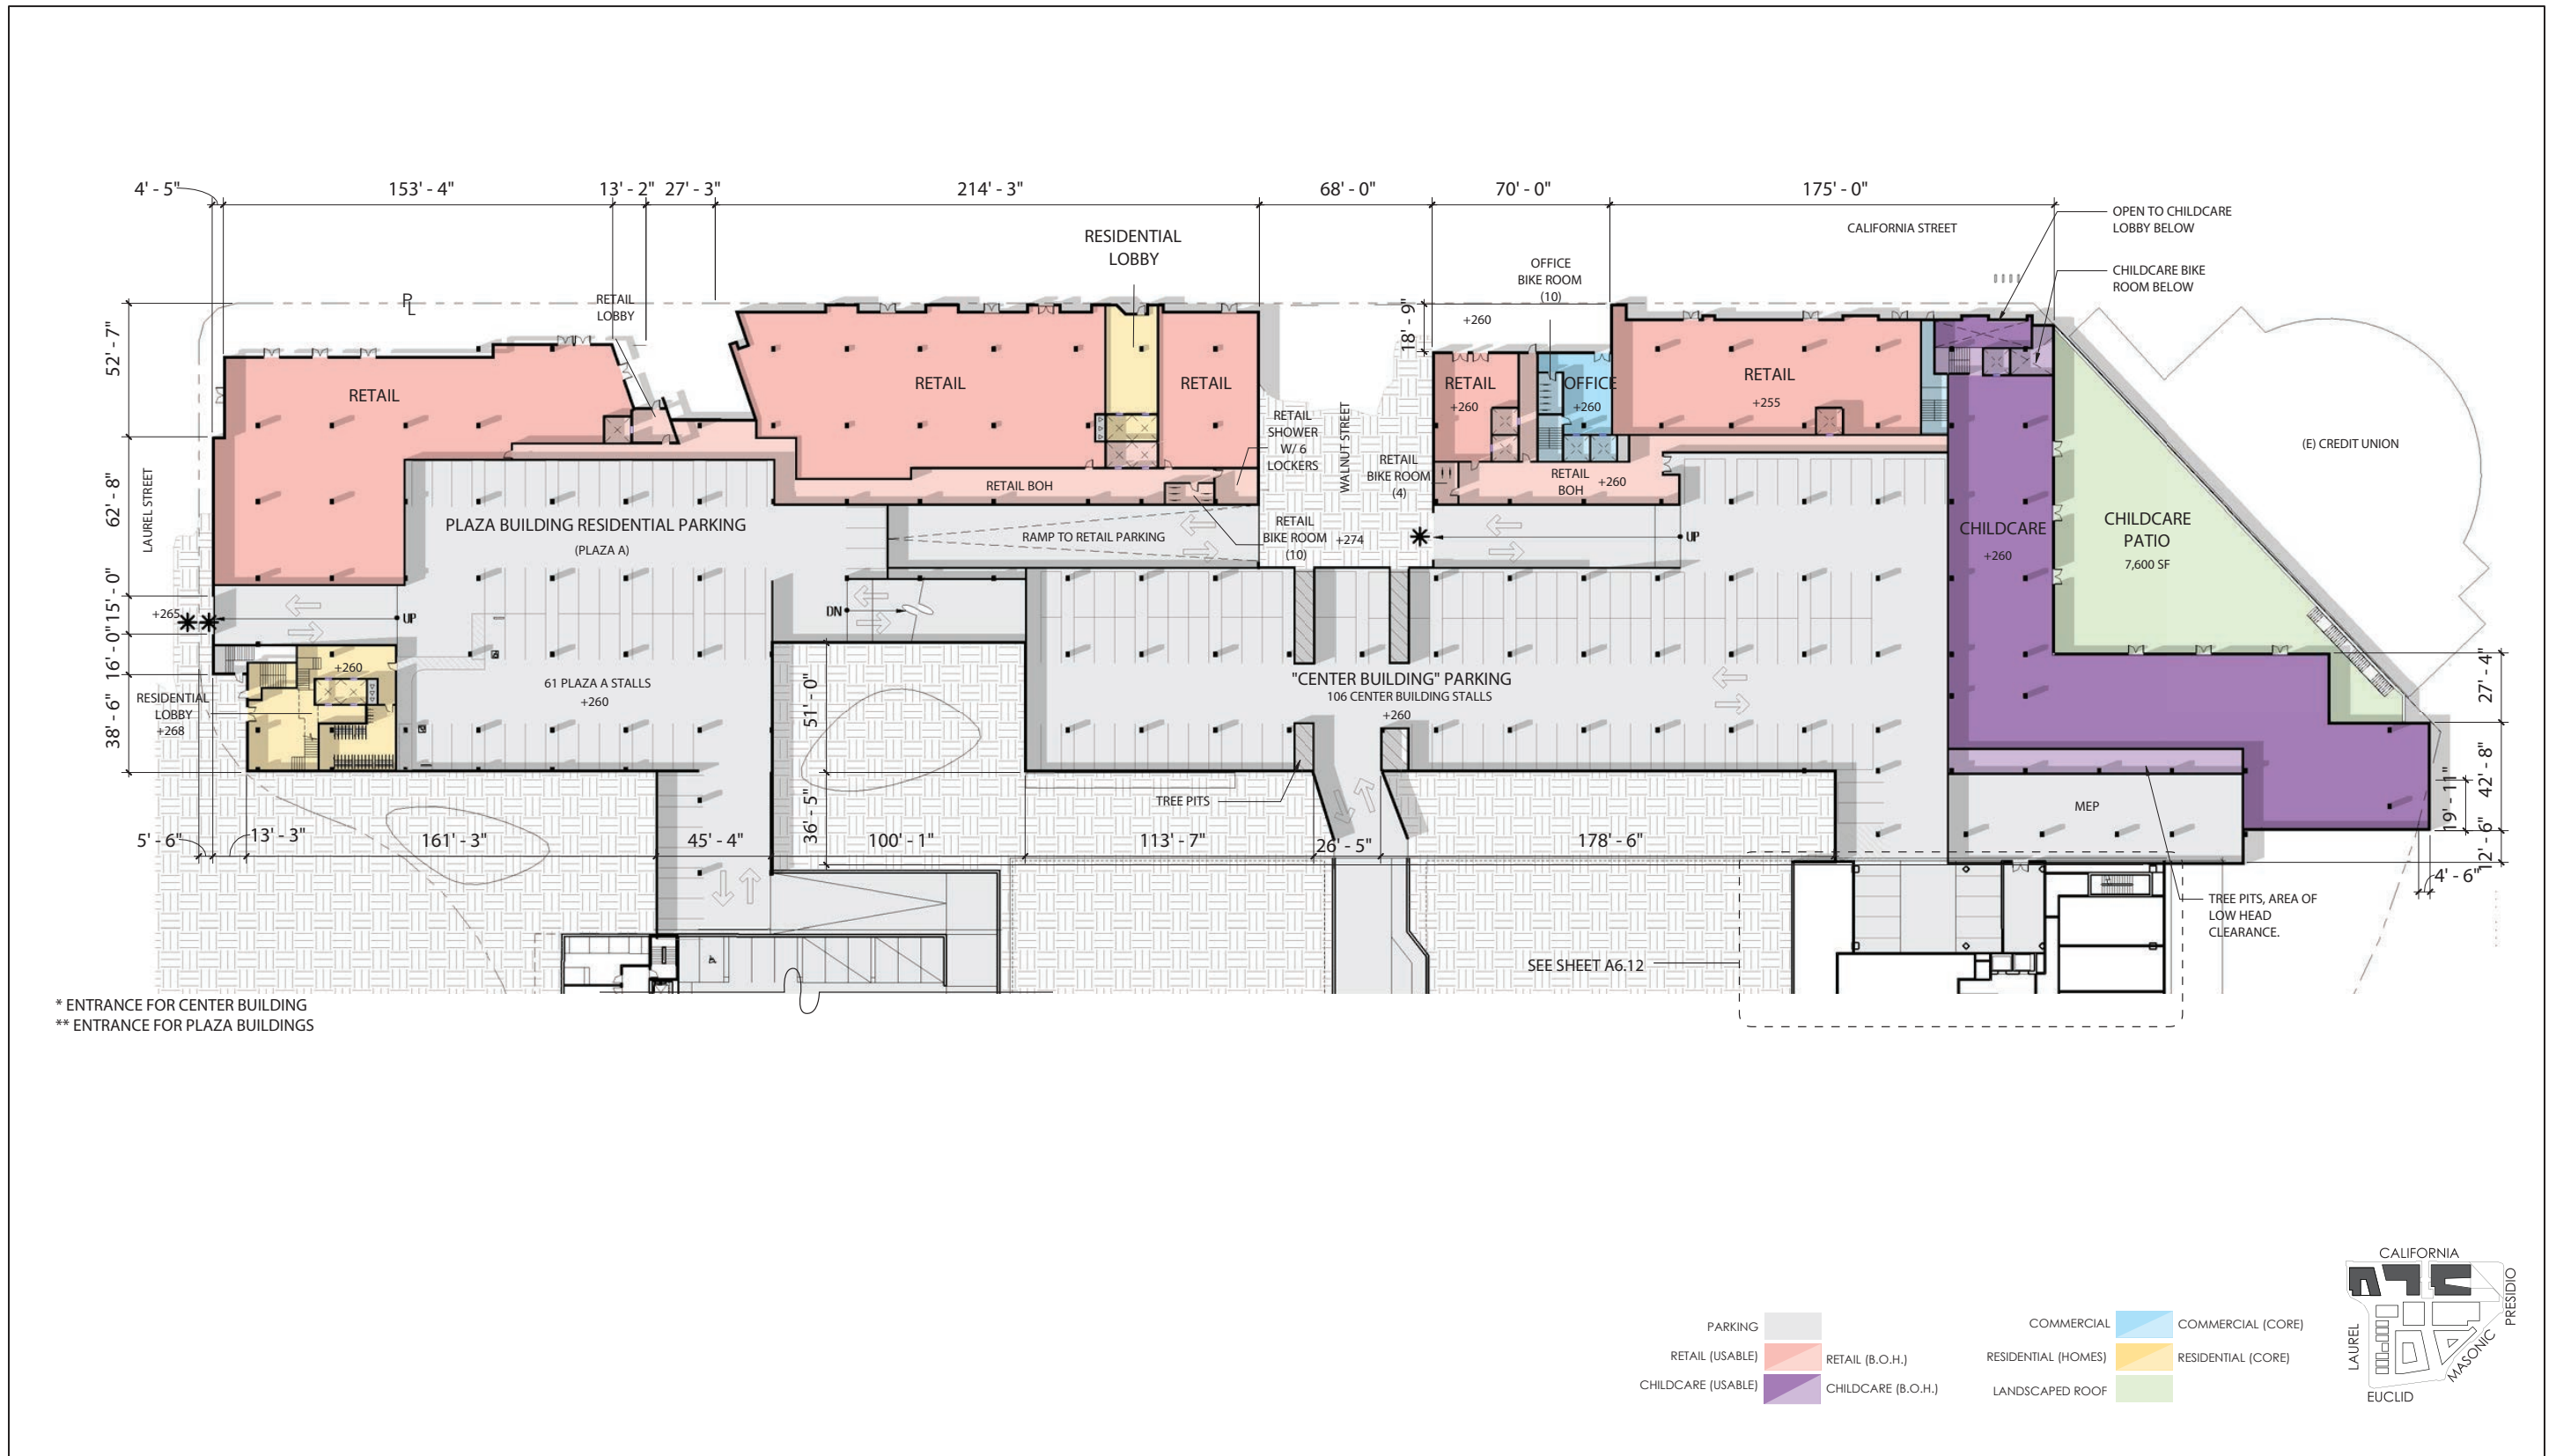 4' - 5"
153' - 4"
13' - 2"
27' - 3"
214' - 3"
68' - 0"
70' - 0"
175' - 0"
CALIFORNIA STREET
OPEN TO CHILDCARE
LOBBY BELOW
RESIDENTIAL
LOBBY
OFFICE
BIKE ROOM
(10)
CHILDCARE BIKE
ROOM BELOW
PL
RETAIL
LOBBY
+260
18' - 9"
52' - 7"
RETAIL
RETAIL
RETAIL
RETAIL
+260
OFFICE
+260
RETAIL
+255
RETAIL
SHOWER
W/ 6
LOCKERS
WALNUT STREET
(E) CREDIT UNION
LAUREL STREET
62' - 8"
RETAIL BOH
RETAIL
BIKE ROOM
(4)
RETAIL
BOH
+260
PLAZA BUILDING RESIDENTIAL PARKING
(PLAZA A)
RAMP TO RETAIL PARKING
RETAIL
BIKE ROOM
(10)
+274
UP
CHILDCARE
+260
CHILDCARE
PATIO
7,600 SF
15' - 0"
+265
UP
DN
16' - 0"
+260
61 PLAZA A STALLS
+260
"CENTER BUILDING" PARKING
106 CENTER BUILDING STALLS
+260
27' - 4"
RESIDENTIAL
LOBBY
+268
38' - 6"
51' - 0"
42' - 8"
19' - 11"
36' - 5"
TREE PITS
MEP
5' - 6"
13' - 3"
161' - 3"
45' - 4"
100' - 1"
113' - 7"
26' - 5"
178' - 6"
12' - 6"
4' - 6"
TREE PITS, AREA OF
LOW HEAD
CLEARANCE.
SEE SHEET A6.12
* ENTRANCE FOR CENTER BUILDING
** ENTRANCE FOR PLAZA BUILDINGS
CALIFORNIA
PRESIDIO
MASONIC
LAUREL
EUCLID
PARKING
COMMERCIAL
COMMERCIAL (CORE)
RETAIL (USABLE)
RETAIL (B.O.H.)
RESIDENTIAL (HOMES)
RESIDENTIAL (CORE)
CHILDCARE (USABLE)
CHILDCARE (B.O.H.)
LANDSCAPED ROOF